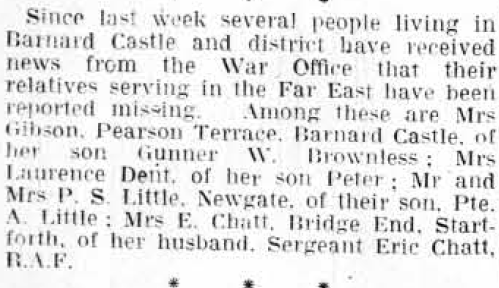 Since last week several people living in
Barnard Castle and district have received
news from the War Office that their
relatives serving in the Far East have been
reported missing. Among these are Mrs
Gibson, Pearson Terrace, Barnard Castle, of
her son Gunner W. Brownless; Mrs
Laurence Dent, of her son Peter; Mr and
Mrs P. S. Little, Newgate, of their son, Pte.
A. Little; Mrs E. Chatt, Bridge End, Start-
forth, of her husband, Sergeant Eric Chatt,
R.A.F.
* * *